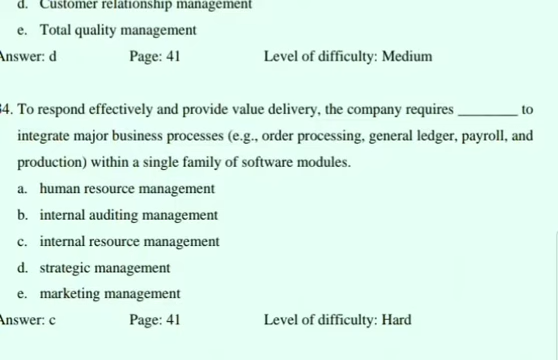 d. Customer relationship management
e. Total quality management
Answer: d Page: 41 Level of difficulty: Medium
34. To respond effectively and provide value delivery, the company requires ________ to
integrate major business processes (e.g., order processing, general ledger, payroll, and
production) within a single family of software modules.
a. human resource management
b. internal auditing management
c. internal resource management
d. strategic management
e. marketing management
Answer: c Page: 41 Level of difficulty: Hard